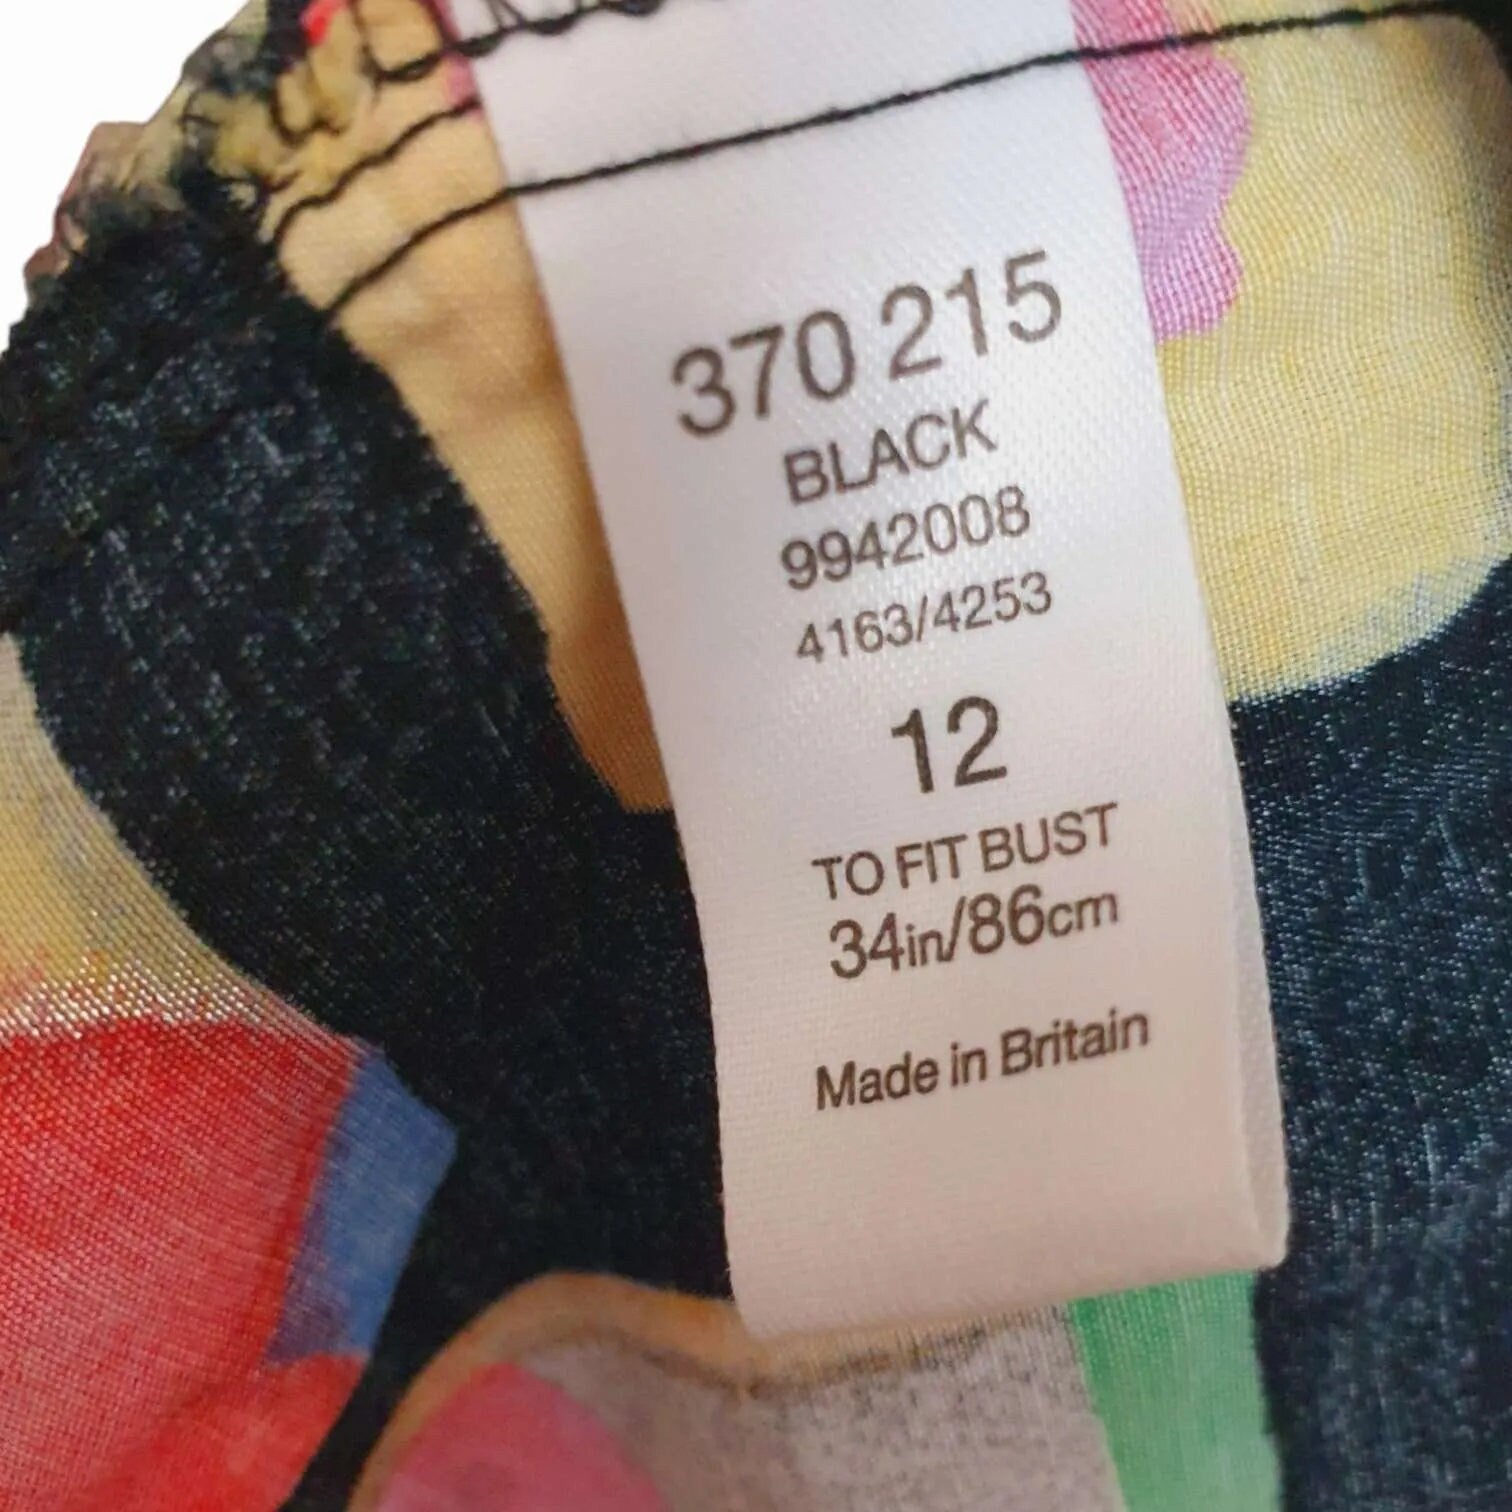 370 215
BLACK
9942008
4163/4253
12
TO FIT BUST
34in/86cm
Made in Britain